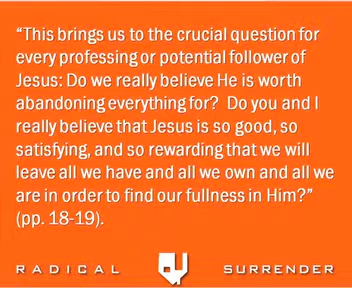 “This brings us to the crucial question for
every professing or potential follower of
Jesus: Do we really believe He is worth
abandoning everything for?  Do you and I
really believe that Jesus is so good, so
satisfying, and so rewarding that we will
leave all we have and all we own and all we
are in order to find our fullness in Him?”
(pp. 18-19).
RADICAL SURRENDER